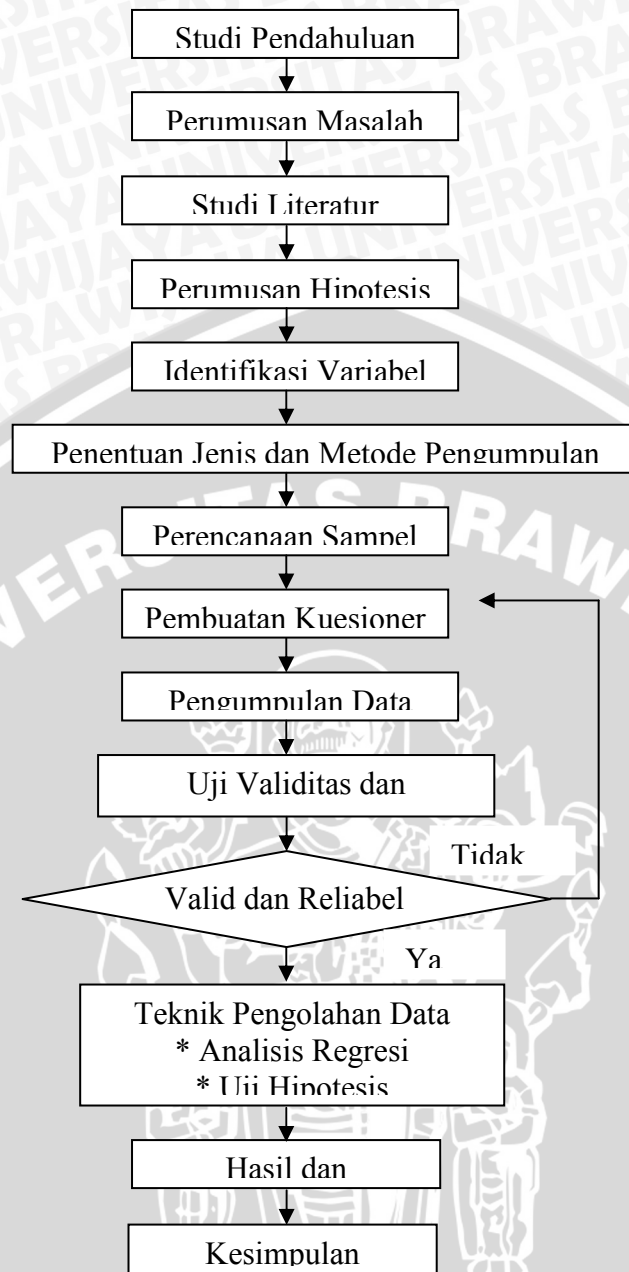 Studi Pendahuluan
Perumusan Masalah
Studi Literatur
Perumusan Hipotesis
Identifikasi Variabel
Penentuan Jenis dan Metode Pengumpulan
Perencanaan Sampel
Pembuatan Kuesioner
Pengumpulan Data
Uji Validitas dan
Tidak
Valid dan Reliabel
Ya
Teknik Pengolahan Data
* Analisis Regresi
* Uji Hipotesis
Hasil dan
Kesimpulan